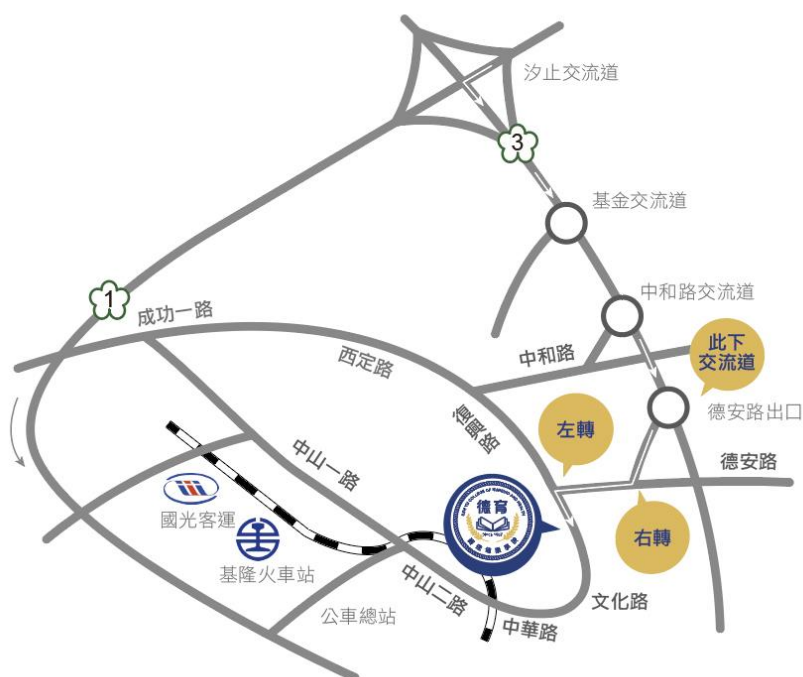 汐止交流道
3
基金交流道
1
中和路交流道
成功一路
此下
交流道
中和路
西定路
德安路出口
復興路
左轉
德安路
中山一路
德育
國光客運
右轉
基隆火車站
中山二路
文化路
公車總站
中華路